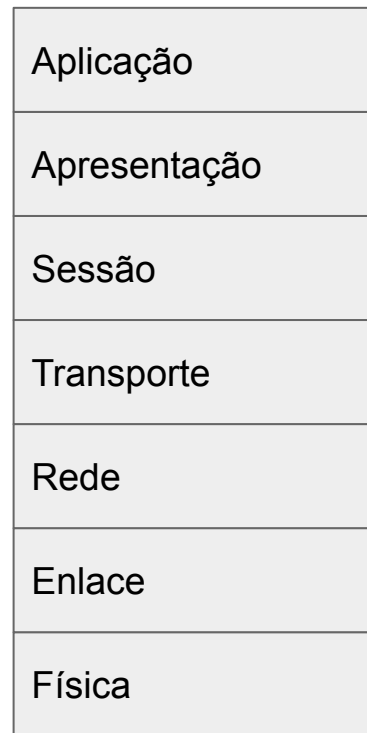 Aplicação
Apresentação
Sessão
Transporte
Rede
Enlace
Física